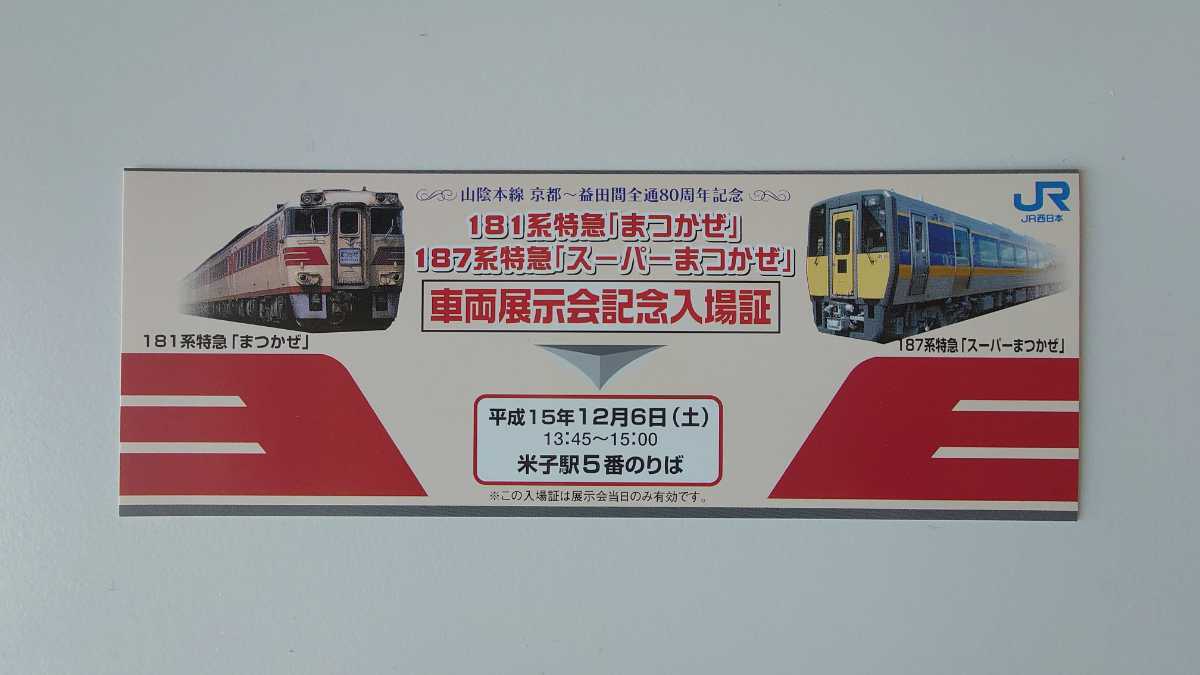 山陰本線 京都～益田間全通80周年記念
181系特急「まつかぜ」
187系特急「スーパーまつかぜ」
車両展示会記念入場証
JR
JR西日本
181系特急「まつかぜ」
187系特急「スーパーまつかぜ」
平成15年12月6日(土)
13:45～15:00
米子駅5番のりば
※この入場証は展示会当日のみ有効です。